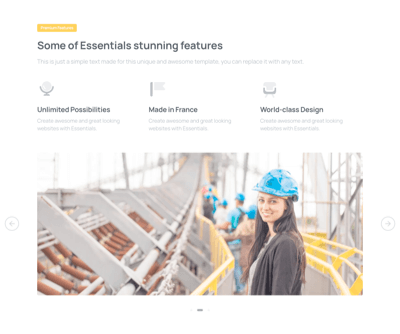 Premium Features
Some of Essentials stunning features
This is just a simple text made for this unique and awesome template, you can replace it with any text.
Unlimited Possibilities
Made in France
World-class Design
Create awesome and great looking
websites with Essentials
Create awesome and great looking
websites with Essentials
Create awesome and great looking
websites with Essentials